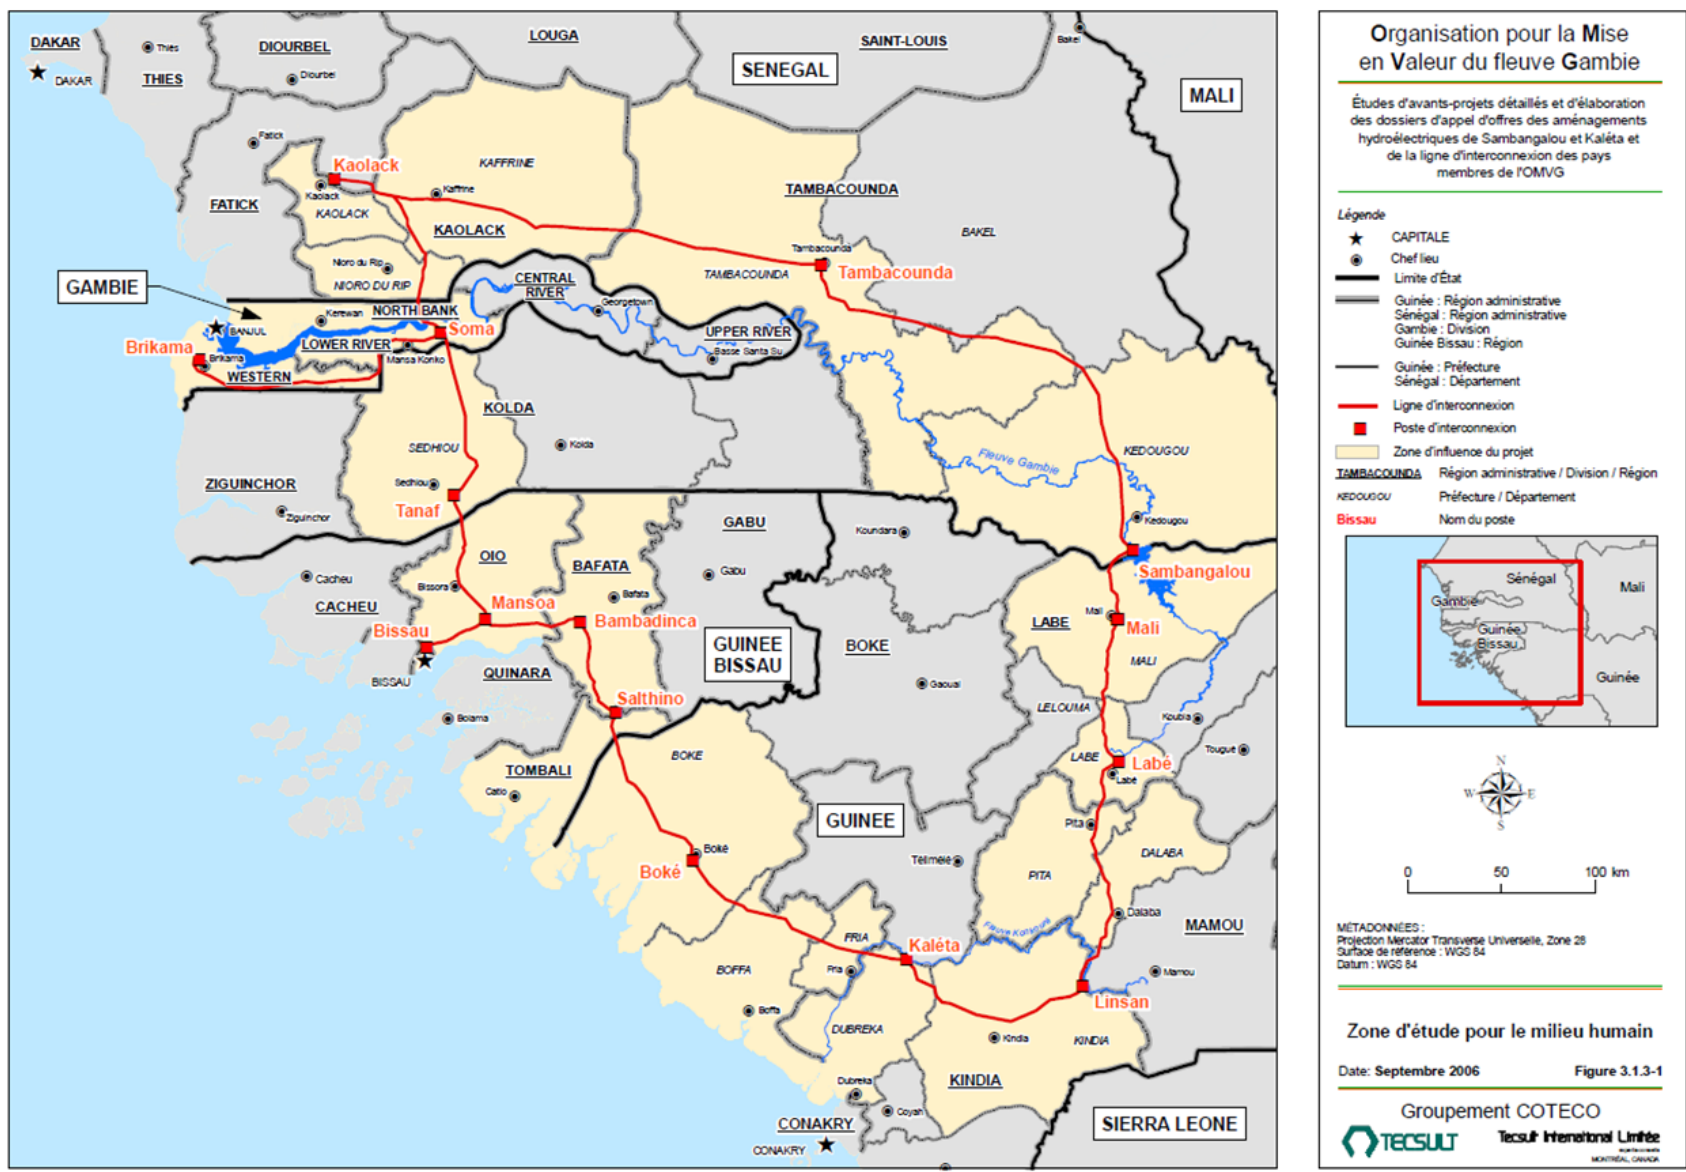 DAKAR
DAKAR
Thies
THIES
DIOURBEL
Diourbel
LOUGA
SENEGAL
SAINT-LOUIS
Bakel
MALI
Fatick
FATICK
Kaolack
Kaolack
KAOLACK
KAFFRINE
Kaffrine
KAOLACK
TAMBACOUNDA
BAKEL
Tambacounda
Tambacounda
TAMBACOUNDA
Nioro du Rip
NIORO DU RIP
GAMBIE
CENTRAL
RIVER
Georgetown
NORTH BANK
Kerewan
BANJUL
Soma
UPPER RIVER
Basse Santa Su
LOWER RIVER
Mansa Konko
Brikama
Brikama
WESTERN
KOLDA
Kolda
SEDHIOU
Sedhiou
Tanaf
ZIGUINCHOR
Ziguinchor
Fleuve Gambie
KEDOUGOU
Kedougou
Sambangalou
GABU
Gabu
Koundara
OIO
BAFATA
Bafata
Bissora
Cacheu
CACHEU
Mansoa
Bambadinca
Bissau
BISSAU
GUINEE
BISSAU
BOKE
Gaoual
LABE
Mali
Mali
MALI
QUINARA
Bolama
Salthino
LELOUMA
Koubia
Tougué
TOMBALI
Catio
BOKE
LABE
Labé
Labé
GUINEE
Pita
DALABA
PITA
Télimélé
Boké
Boké
Dalaba
MAMOU
Mamou
Fleuve Konkouré
FRIA
Fria
Kaléta
Linsan
BOFFA
Boffa
DUBREKA
Kindia
KINDIA
KINDIA
Dubreka
Coyah
CONAKRY
CONAKRY
SIERRA LEONE
Organisation pour la Mise
en Valeur du fleuve Gambie
Études d'avants-projets détaillés et d'élaboration
des dossiers d'appel d'offres des aménagements
hydroélectriques de Sambangalou et Kaléta et
de la ligne d'interconnexion des pays
membres de l'OMVG
Légende
CAPITALE
Chef lieu
Limite d'État
Guinée : Région administrative
Sénégal : Région administrative
Gambie : Division
Guinée Bissau : Région
Guinée : Préfecture
Sénégal : Département
Ligne d'interconnexion
Poste d'interconnexion
Zone d'influence du projet
TAMBACOUNDA Région administrative / Division / Région
KEDOUGOU Préfecture / Département
Bissau Nom du poste
Sénégal
Mali
Gambie
Guinée
Bissau
Guinée
N
W E
S
0 50 100 km
MÉTADONNÉES :
Projection Mercator Transverse Universelle, Zone 28
Surface de référence : WGS 84
Datum : WGS 84
Zone d'étude pour le milieu humain
Date: Septembre 2006 Figure 3.1.3-1
Groupement COTECO
TECSULT
Tecsult International Limitée
MONTRÉAL, CANADA